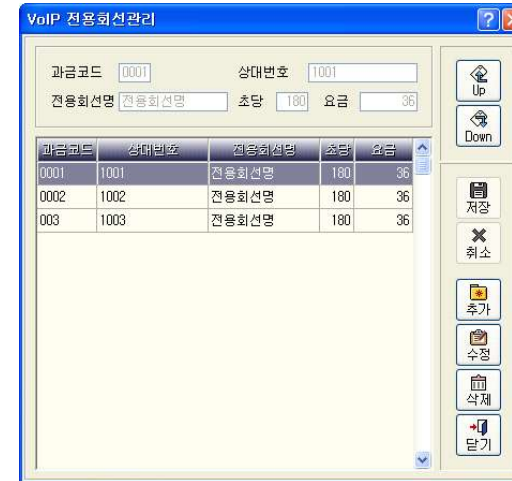 VoIP 전용회선관리
과금코드 0001 상대번호 1001
전용회선명 전용회선명 초당 180 요금 36
Up
Down
과금코드 상대번호 전용회선명 초당 요금
0001 1001 전용회선명 180 36
0002 1002 전용회선명 180 36
003 1003 전용회선명 180 36
저장
취소
추가
수정
삭제
닫기